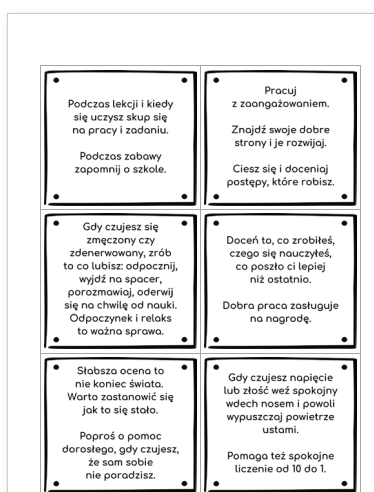 Podczas lekcji i kiedy
się uczysz skup się
na pracy i zadaniu.
Podczas zabawy
zapomnij o szkole.
Pracuj
z zaangażowaniem.
Znajdź swoje dobre
strony i je rozwijaj.
Ciesz się i doceniaj
postępy, które robisz.
Gdy czujesz się
zmęczony czy
zdenerwowany, zrób
to co lubisz: odpocznij,
wyjdź na spacer,
porozmawiaj, oderwij
się na chwilę od nauki.
Odpoczynek i relaks
to ważna sprawa.
Doceń to, co zrobiłeś,
czego się nauczyłeś,
co poszło ci lepiej
niż ostatnio.
Dobra praca zasługuje
na nagrodę.
Słabsza ocena to
nie koniec świata.
Warto zastanowić się
jak to się stało.
Poproś o pomoc
dorosłego, gdy czujesz,
że sam sobie
nie poradzisz.
Gdy czujesz napięcie
lub złość weź spokojny
wdech nosem i powoli
wypuszczaj powietrze
ustami.
Pomaga też spokojne
liczenie od 10 do 1.